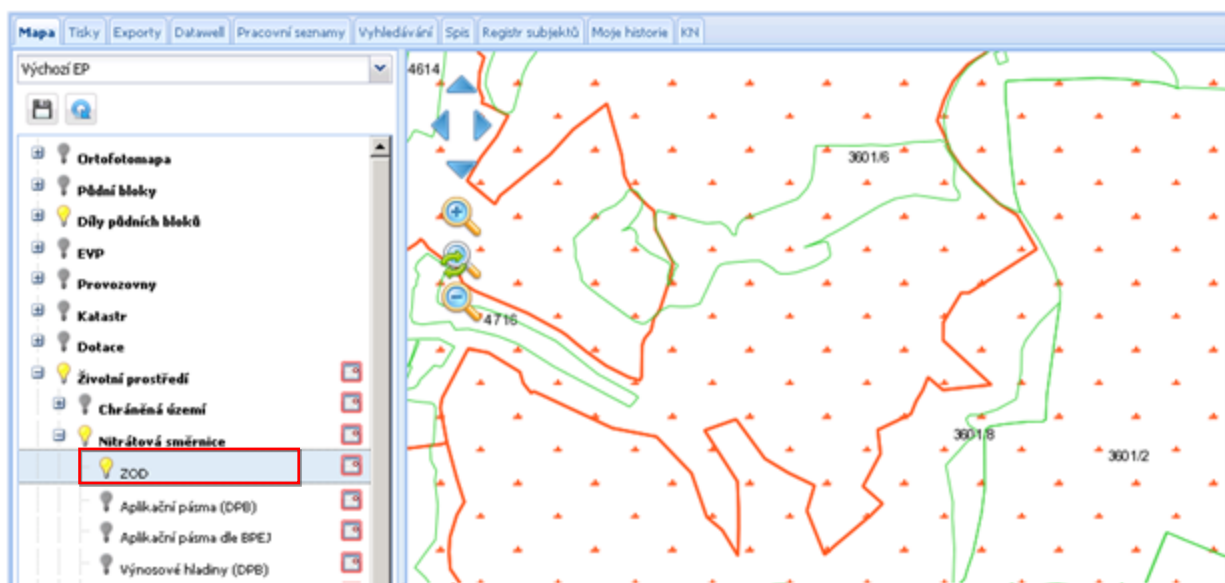 Mapa Tisky Exporty Datawell Pracovní seznamy Vyhledávání Spis Registr subjektů Moje historie KN
Výchozí EP
Ortofotomapa
Půdní bloky
Díly půdních bloků
EVP
Provozovny
Katastr
Dotace
Životní prostředí
Chráněná území
Nitrátová směrnice
ZOD
Aplikační pásma (DPB)
Aplikační pásma dle BPEJ
Výnosové hladiny (DPB)
4614
3601/6
4716
3601/8
3601/2